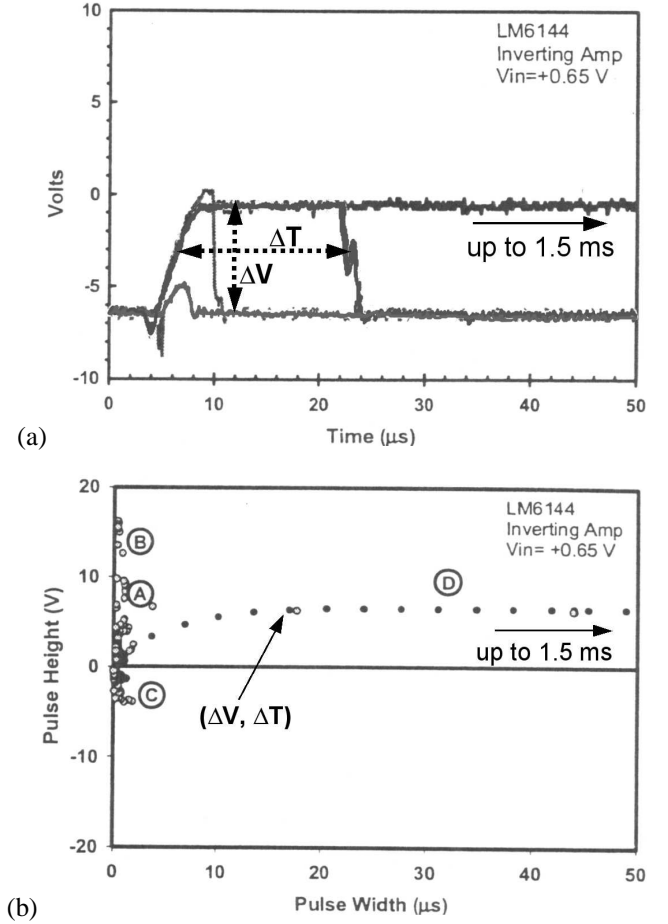 10
LM6144
Inverting Amp
Vin=+0.65 V
5
Volts
0
ΔT
ΔV
up to 1.5 ms
-5
-10
0 10 20 30 40 50
(a)
Time (µs)
20
LM6144
Inverting Amp
Vin= +0.65 V
B
10
A
D
Pulse Height (V)
up to 1.5 ms
0
C
(ΔV, ΔT)
-10
-20
0 10 20 30 40 50
(b)
Pulse Width (µs)